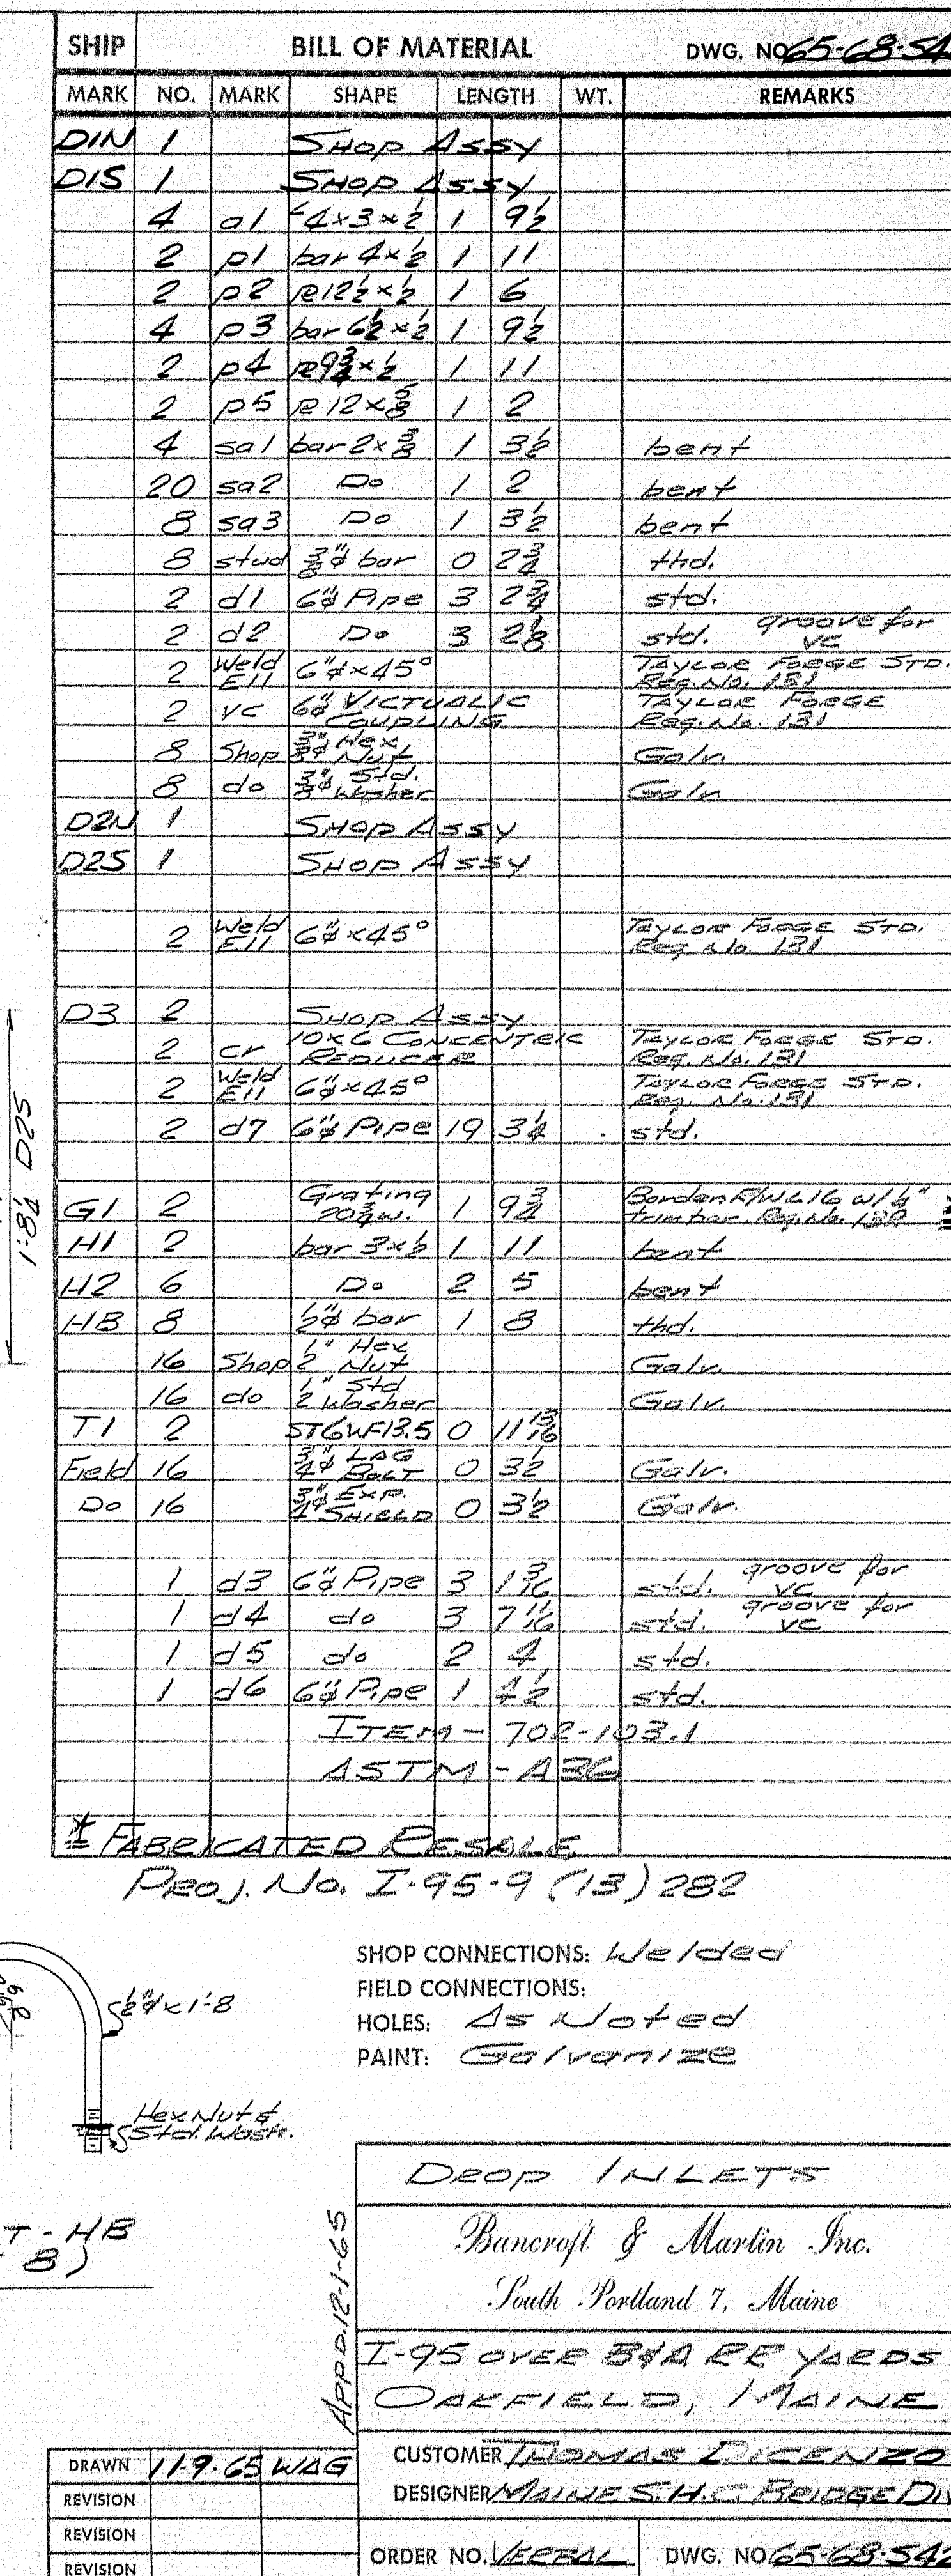 SHIP BILL OF MATERIAL DWG. NO. 65-68-S4
MARK NO. MARK SHAPE LENGTH WT. REMARKS
D1N 1 SHOP ASSY
D1S 1 SHOP ASSY
4 a1 ∠4×3×½ 1 9½
2 p1 bar 4×½ 1 11
2 p2 ℞12½×½ 1 6
4 p3 bar 6½×½ 1 9½
2 p4 ℞9¾×½ 1 11
2 p5 ℞12×⅝ 1 2
4 sa1 bar 2×⅜ 1 3½ bent
20 sa2 Do 1 2 bent
8 sa3 Do 1 3½ bent
8 stud ⅜"φ bar 0 2¾ thd.
2 d1 6"φ Pipe 3 2¾ std.
2 d2 Do 3 2⅛ std. groove for VC
2 Weld Ell 6"φ×45° TAYLOR FORGE STD. Req. No. 131
2 vc 6"φ VICTUALIC COUPLING TAYLOR FORGE Req. No. 131
8 Shop ⅜"φ Hex Nut Galv.
8 do ⅜"φ Std. Washer Galv.
D2N 1 SHOP ASSY
D2S 1 SHOP ASSY
2 Weld Ell 6"φ×45° TAYLOR FORGE STD. Req. No. 131
D3 2 SHOP ASSY
2 cr 10×6 CONCENTRIC REDUCER TAYLOR FORGE STD. Req. No. 131
2 Weld Ell 6"φ×45° TAYLOR FORGE STD. Req. No. 131
2 d7 6"φ Pipe 19 3¼ std.
G1 2 Grating 20¾ w. 1 9¾ Borden w/¼" trim bar. Req. No.
H1 2 bar 3×½ 1 11 bent
H2 6 Do 2 5 bent
HB 8 ½"φ bar 1 8 thd.
16 Shop ½" Hex Nut Galv.
16 do ½" Std Washer Galv.
T1 2 ST6WF13.5 0 11 13/16
Field 16 ¾"φ LAG BOLT 0 3½ Galv.
Do 16 ¾"φ EXP. SHIELD 0 3½ Galv.
1 d3 6"φ Pipe 3 1 3/16 std. groove for VC
1 d4 do 3 7 11/16 std. groove for VC
1 d5 do 2 4 std.
1 d6 6"φ Pipe 1 4½ std.
ITEM - 702-103.1
ASTM - A36
* FABRICATED RESALE
PROJ. NO. I-95-9 (13) 282
1'-8¼ D2S
½"φ×1'-8
Hex Nut &
Std. Wash.
T - HB
8)
SHOP CONNECTIONS: Welded
FIELD CONNECTIONS:
HOLES: As Noted
PAINT: Galvanize
APP'D. 12-1-65
DROP INLETS
Bancroft & Martin Inc.
South Portland 7, Maine
I-95 OVER B&A RR YARDS
OAKFIELD, MAINE
CUSTOMER THOMAS DICENZO
DESIGNER MAINE S.H.C. BRIDGE DIV
DRAWN 11-9-65 WAG
REVISION
REVISION
REVISION
ORDER NO. VERBAL DWG. NO. 65-68-S42